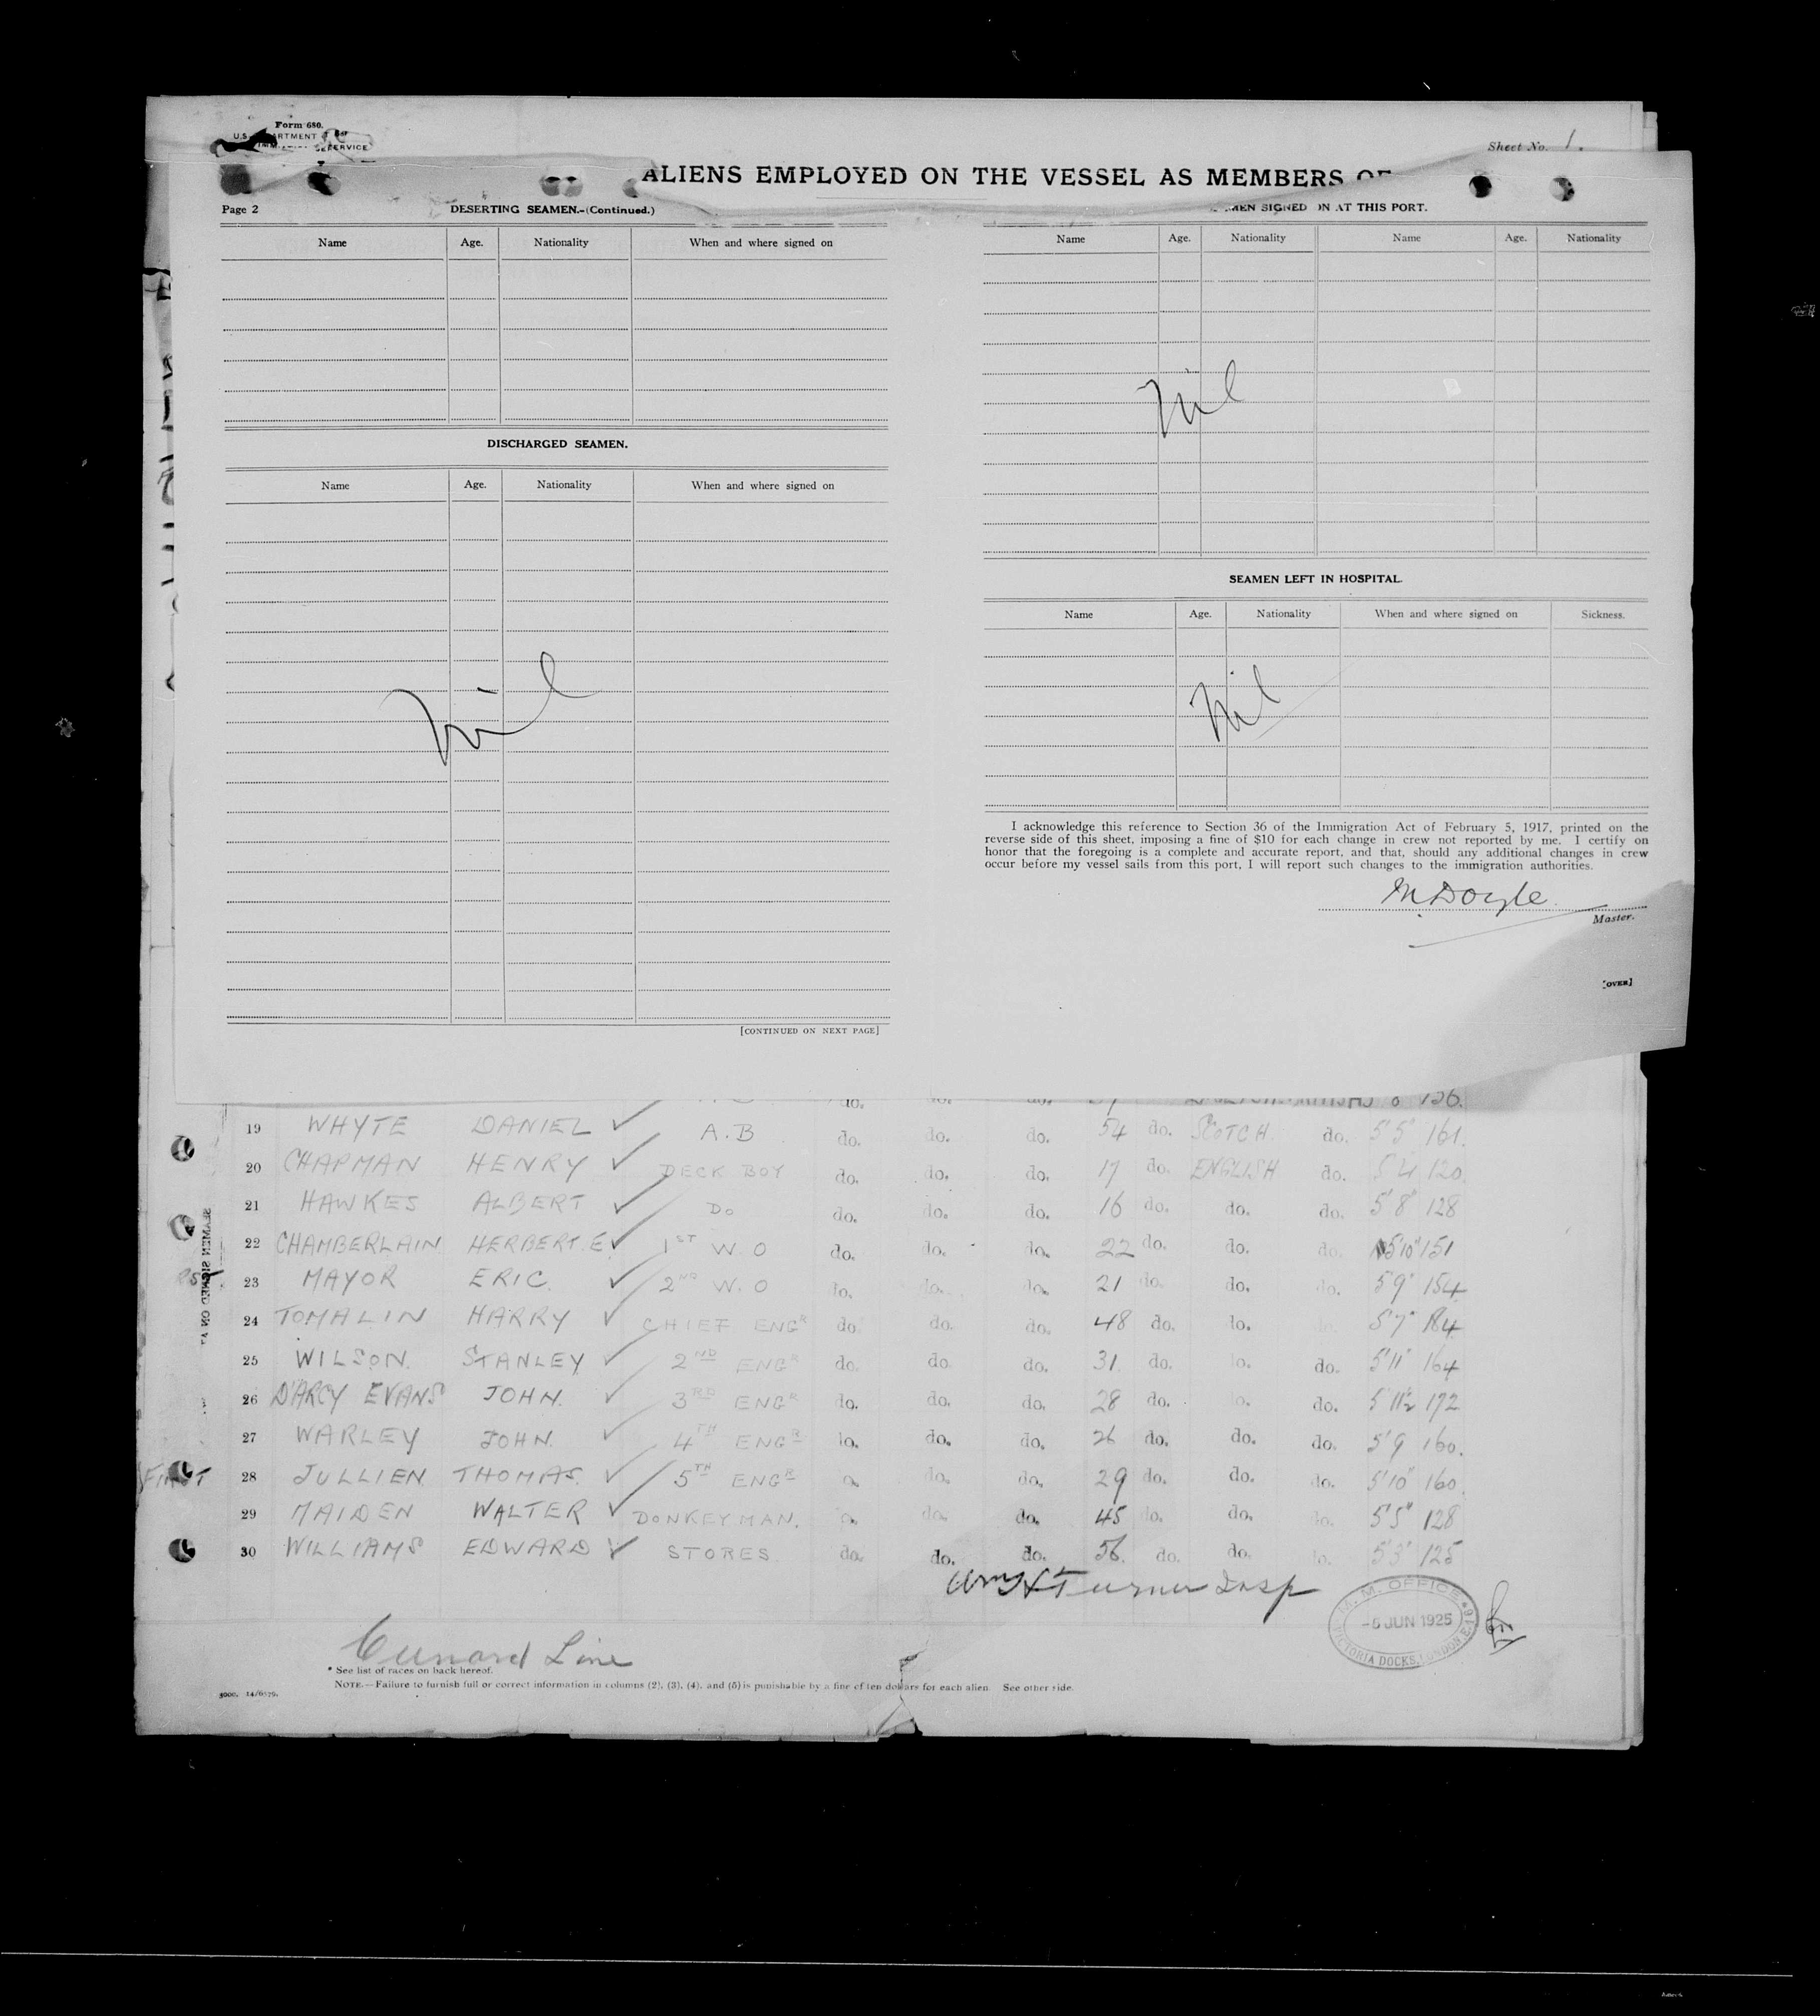 Form 680.
Sheet No. 1.
ALIENS EMPLOYED ON THE VESSEL AS MEMBERS OF
Page 2
DESERTING SEAMEN.-(Continued.)
Name Age. Nationality When and where signed on
DISCHARGED SEAMEN.
Name Age. Nationality When and where signed on
Nil
[CONTINUED ON NEXT PAGE]
SIGNED ON AT THIS PORT.
Name Age. Nationality Name Age. Nationality
Nil
SEAMEN LEFT IN HOSPITAL.
Name Age. Nationality When and where signed on Sickness.
Nil
I acknowledge this reference to Section 36 of the Immigration Act of February 5, 1917, printed on the
reverse side of this sheet, imposing a fine of $10 for each change in crew not reported by me. I certify on
honor that the foregoing is a complete and accurate report, and that, should any additional changes in crew
occur before my vessel sails from this port, I will report such changes to the immigration authorities.
M. Doyle
Master.
[OVER]
19 WHYTE DANIEL ✓ A.B do. do. do. 54 do. SCOTCH. do. 5'5" 161.
20 CHAPMAN HENRY ✓ DECK BOY do. do. do. 17 do. ENGLISH do. 5'4 120.
21 HAWKES ALBERT ✓ Do do. do. do. 16 do. do. do. 5'8" 128
22 CHAMBERLAIN HERBERT.E ✓ 1ST W.O do. do. do. 22 do. do. do. 5'10" 151
23 MAYOR ERIC. ✓ 2ND W.O do. do. do. 21 do. do. do. 5'9" 154
24 TOMALIN HARRY ✓ CHIEF ENGR do. do. do. 48 do. do. do. 5'7"
25 WILSON. STANLEY ✓ 2ND ENGR do. do. do. 31. do. do. do. 5'11" 164
26 D'ARCY EVANS JOHN. ✓ 3RD ENGR do. do. do. 28 do. do. do. 5'11½ 172
27 WARLEY JOHN. ✓ 4TH ENGR do. do. do. 26 do. do. do. 5'9 160.
28 JULLIEN THOMAS. ✓ 5TH ENGR do. do. do. 29 do. do. do. 5'10" 160.
29 MAIDEN WALTER ✓ DONKEYMAN. do. do. do. 45 do. do. do. 5'5" 128
30 WILLIAMS EDWARD ✓ STORES. do. do. do. 56. do. do. do. 5'3" 125
Wm H Turner Insp
M. M. OFFICE
-5 JUN 1925
VICTORIA DOCKS, LONDON, E.16
Cunard Line
* See list of races on back hereof.
NOTE.—Failure to furnish full or correct information in columns (2), (3), (4), and (5) is punishable by a fine of ten dollars for each alien. See other side.
3000. 14/6579.